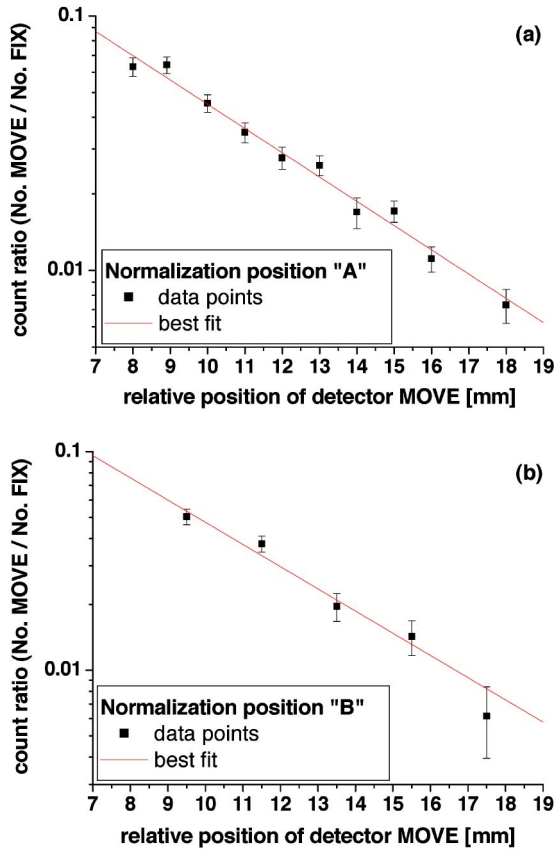 0.1
(a)
count ratio (No. MOVE / No. FIX)
0.01
Normalization position "A"
data points
best fit
7 8 9 10 11 12 13 14 15 16 17 18 19
relative position of detector MOVE [mm]
0.1
(b)
count ratio (No. MOVE / No. FIX)
0.01
Normalization position "B"
data points
best fit
7 8 9 10 11 12 13 14 15 16 17 18 19
relative position of detector MOVE [mm]